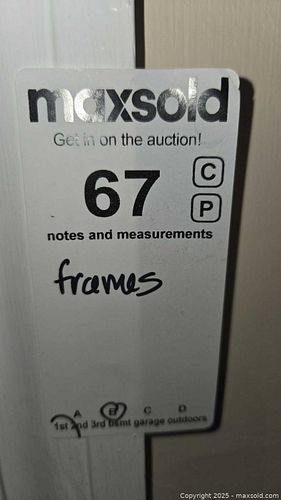 maxsold
Get in on the auction!
67
C
P
notes and measurements
frames
A B C D
1st 2nd 3rd bsmt garage outdoors
Copyright © 2025 - maxsold.com